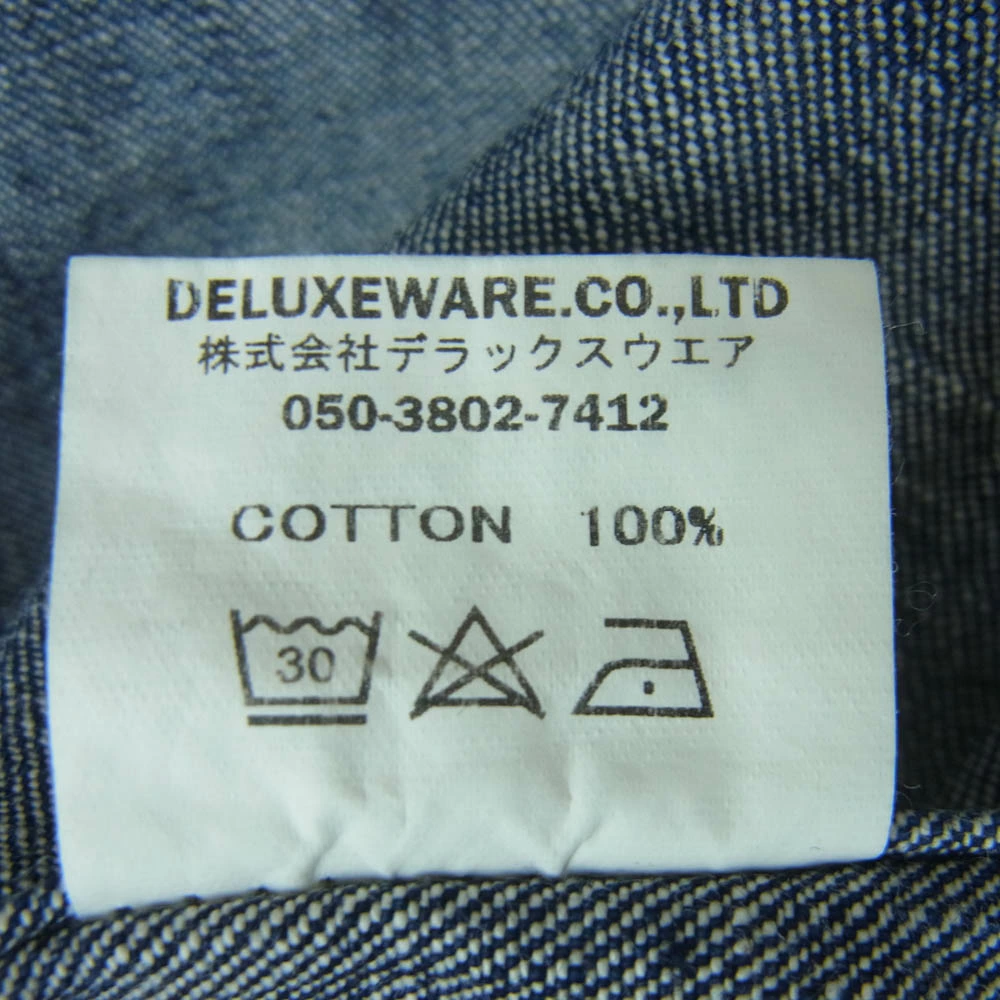 DELUXEWARE.CO.,LTD
株式会社デラックスウエア
050-3802-7412
COTTON 100%
30